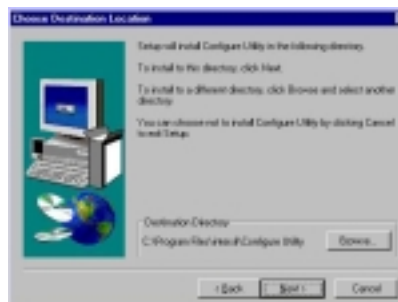 Choose Destination Location
Setup will install Configure Utility in the following directory.
To install to this directory, click Next.
To install to a different directory, click Browse and select another
directory.
You can choose not to install Configure Utility by clicking Cancel
to exit Setup.
Destination Directory
C:\Program Files\ \Configure Utility
Browse...
< Back
Next >
Cancel